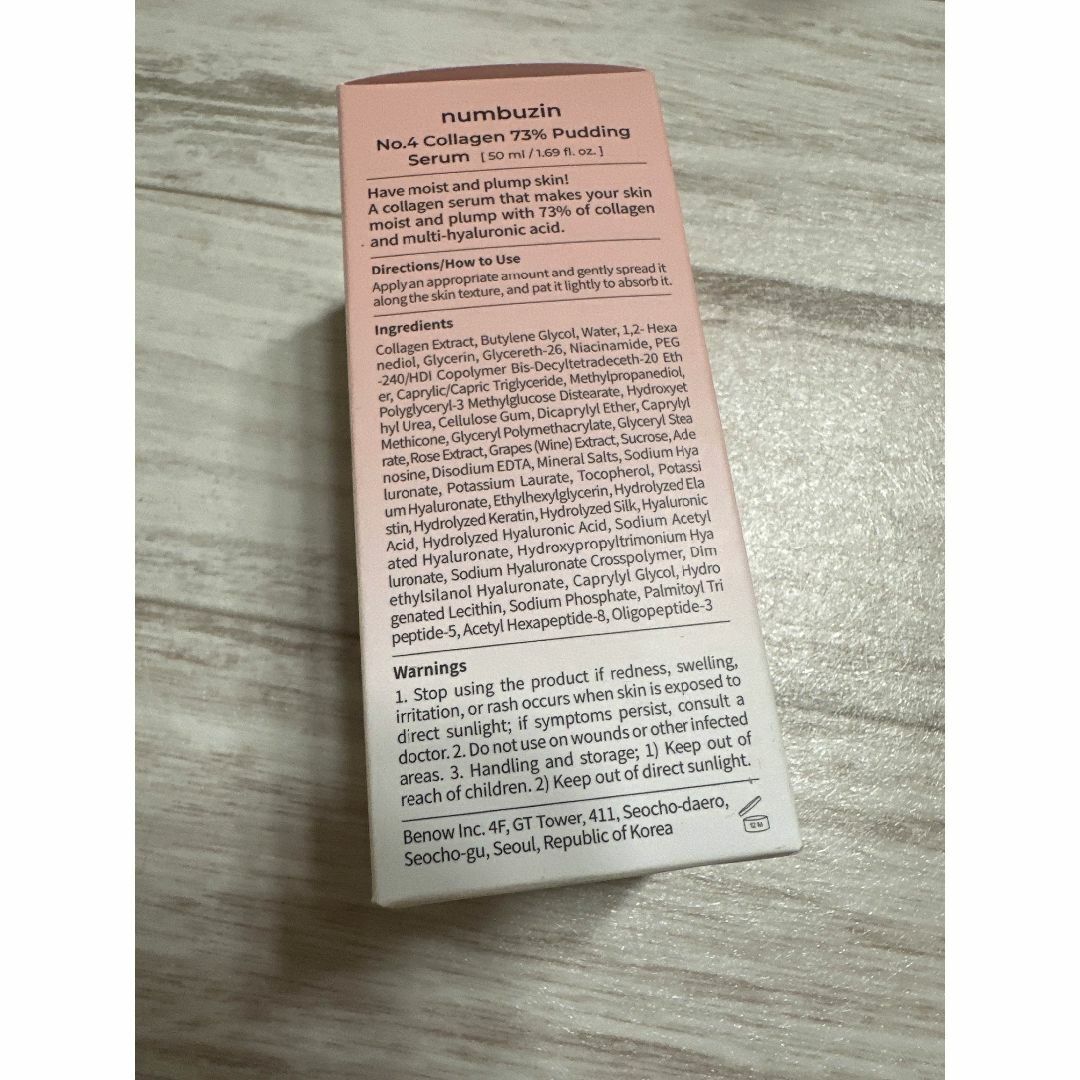 numbuzin
No.4 Collagen 73% Pudding
Serum [ 50 ml / 1.69 fl. oz. ]
Have moist and plump skin!
A collagen serum that makes your skin
moist and plump with 73% of collagen
and multi-hyaluronic acid.
Directions/How to Use
Apply an appropriate amount and gently spread it
along the skin texture, and pat it lightly to absorb it.
Ingredients
Collagen Extract, Butylene Glycol, Water, 1,2- Hexa
nediol, Glycerin, Glycereth-26, Niacinamide, PEG
-240/HDI Copolymer Bis-Decyltetradeceth-20 Eth
er, Caprylic/Capric Triglyceride, Methylpropanediol,
Polyglyceryl-3 Methylglucose Distearate, Hydroxyet
hyl Urea, Cellulose Gum, Dicaprylyl Ether, Caprylyl
Methicone, Glyceryl Polymethacrylate, Glyceryl Stea
rate, Rose Extract, Grapes (Wine) Extract, Sucrose, Ade
nosine, Disodium EDTA, Mineral Salts, Sodium Hya
luronate, Potassium Laurate, Tocopherol, Potassi
um Hyaluronate, Ethylhexylglycerin, Hydrolyzed Ela
stin, Hydrolyzed Keratin, Hydrolyzed Silk, Hyaluronic
Acid, Hydrolyzed Hyaluronic Acid, Sodium Acetyl
ated Hyaluronate, Hydroxypropyltrimonium Hya
luronate, Sodium Hyaluronate Crosspolymer, Dim
ethylsilanol Hyaluronate, Caprylyl Glycol, Hydro
genated Lecithin, Sodium Phosphate, Palmitoyl Tri
peptide-5, Acetyl Hexapeptide-8, Oligopeptide-3
Warnings
1. Stop using the product if redness, swelling,
irritation, or rash occurs when skin is exposed to
direct sunlight; if symptoms persist, consult a
doctor. 2. Do not use on wounds or other infected
areas. 3. Handling and storage; 1) Keep out of
reach of children. 2) Keep out of direct sunlight.
Benow Inc. 4F, GT Tower, 411, Seocho-daero,
Seocho-gu, Seoul, Republic of Korea